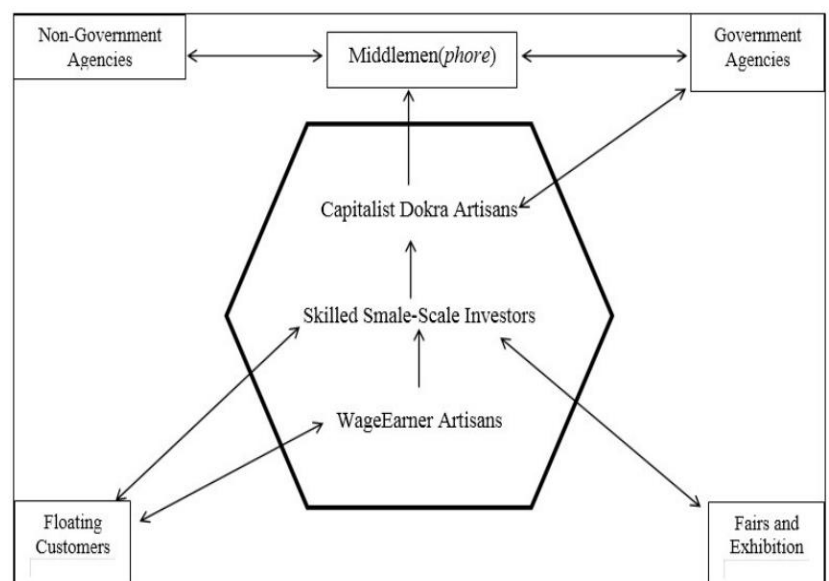 Non-Government
Agencies
Middlemen(phore)
Government
Agencies
Capitalist Dokra Artisans
Skilled Smale-Scale Investors
WageEarner Artisans
Floating
Customers
Fairs and
Exhibition